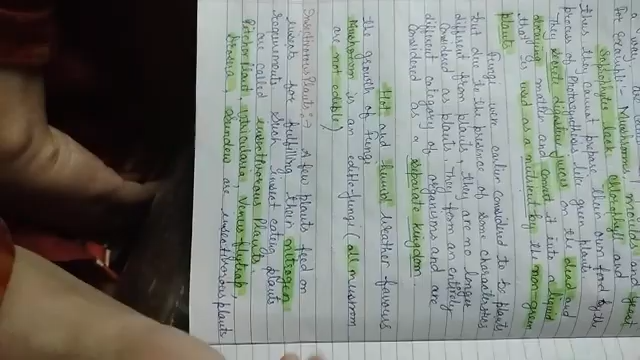 For Example:- Mushrooms,
Saprophytes lack chlorophyll and
thus they cannot prepare their own food by the
process of Photosynthesis like green plants.
They secrete digestive juices on the dead and
decaying matter and convert it into a liquid
that is used as a nutrient by the non-green
plants.
Fungi were earlier considered to be plants
but due to the presence of some characteristics
different from plants, they are no longer
considered as plants. They form an entirely
different category of organisms and are
considered as a separate kingdom.
Hot and humid weather favours
the growth of fungi.
Mushroom is an edible fungi (all mushroom
are not edible)
Insectivorous Plants:→ A few plants feed on
insects for fulfilling their nitrogen
requirements. Such insect eating plants
are called insectivorous Plants
Pitcher Plant, Utricularia, Venus flytrap,
Drosera, Sundew are insectivorous plants